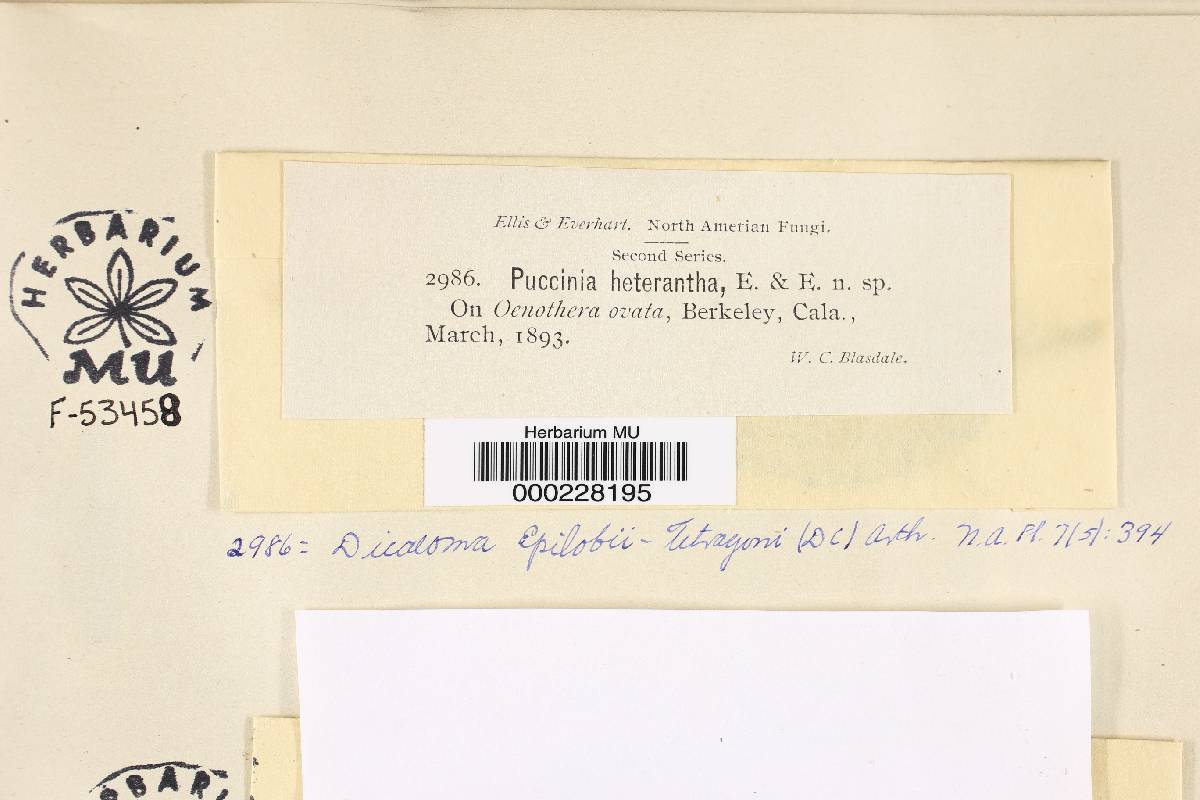 HERBARIUM
MU
F-53458
Ellis & Everhart. North Amerian Fungi.
Second Series.
2986. Puccinia heterantha, E. & E. n. sp.
On Oenothera ovata, Berkeley, Cala.,
March, 1893.
W. C. Blasdale.
Herbarium MU
000228195
2986 = Dicaeoma Epilobii-Tetragoni (DC) Arth. N.A. Fl. 7(5): 394